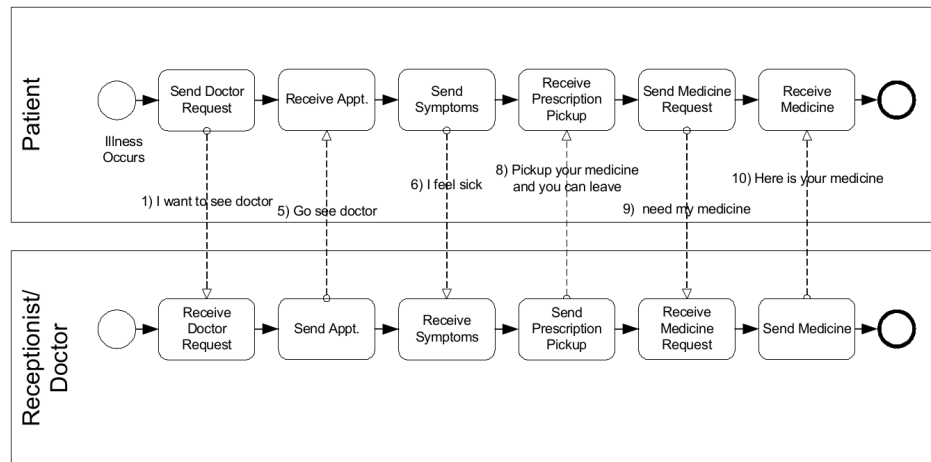 Patient
Send Doctor
Request
Receive Appt.
Send
Symptoms
Receive
Prescription
Pickup
Send Medicine
Request
Receive
Medicine
Illness
Occurs
1) I want to see doctor
5) Go see doctor
6) I feel sick
8) Pickup your medicine
and you can leave
9) need my medicine
10) Here is your medicine
Receptionist/
Doctor
Receive
Doctor
Request
Send Appt.
Receive
Symptoms
Send
Prescription
Pickup
Receive
Medicine
Request
Send Medicine